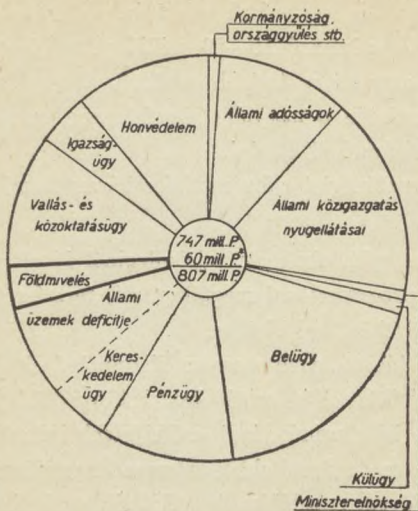 Kormányzóság,
országgyűlés stb.
Honvédelem
Állami adósságok
Igazság-
ügy
Állami közigazgatás
nyugellátásai
Vallás- és
közoktatásügy
747 mill. P.
60 mill. P.*
807 mill. P.
Földmívelés
Állami
üzemek deficitje
Keres-
kedelem
ügy
Pénzügy
Belügy
Külügy
Miniszterelnökség